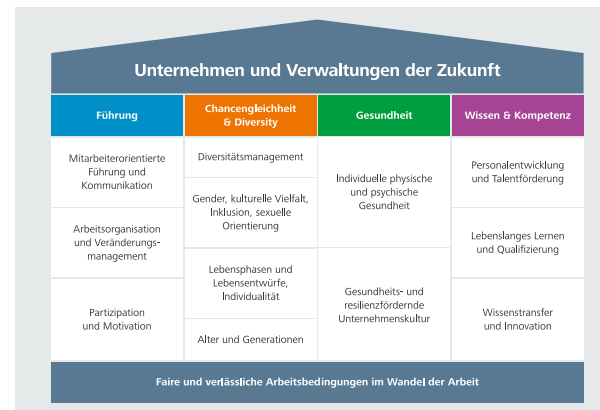 Unternehmen und Verwaltungen der Zukunft
Führung
Chancengleichheit
& Diversity
Gesundheit
Wissen & Kompetenz
Mitarbeiterorientierte
Führung und
Kommunikation
Arbeitsorganisation
und Veränderungs-
management
Partizipation
und Motivation
Diversitätsmanagement
Gender, kulturelle Vielfalt,
Inklusion, sexuelle
Orientierung
Lebensphasen und
Lebensentwürfe,
Individualität
Alter und Generationen
Individuelle physische
und psychische
Gesundheit
Gesundheits- und
resilienzfördernde
Unternehmenskultur
Personalentwicklung
und Talentförderung
Lebenslanges Lernen
und Qualifizierung
Wissenstransfer
und Innovation
Faire und verlässliche Arbeitsbedingungen im Wandel der Arbeit